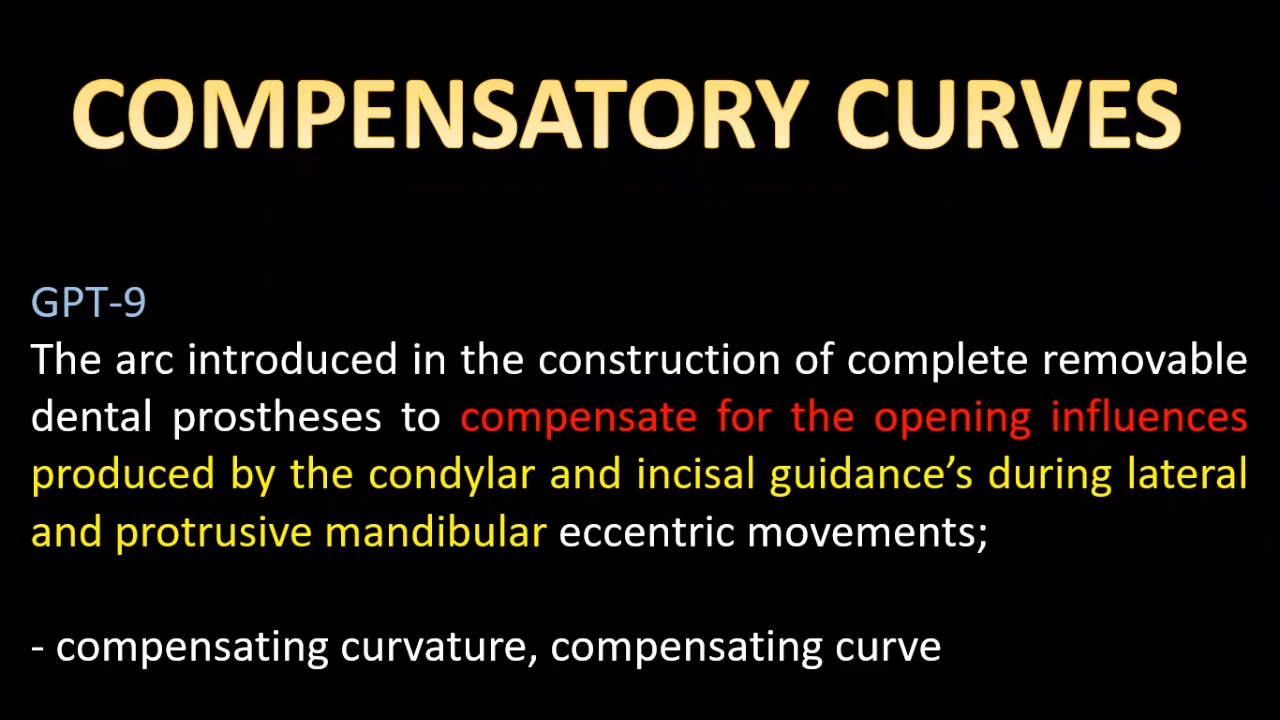 COMPENSATORY CURVES
GPT-9
The arc introduced in the construction of complete removable
dental prostheses to compensate for the opening influences
produced by the condylar and incisal guidance’s during lateral
and protrusive mandibular eccentric movements;
- compensating curvature, compensating curve